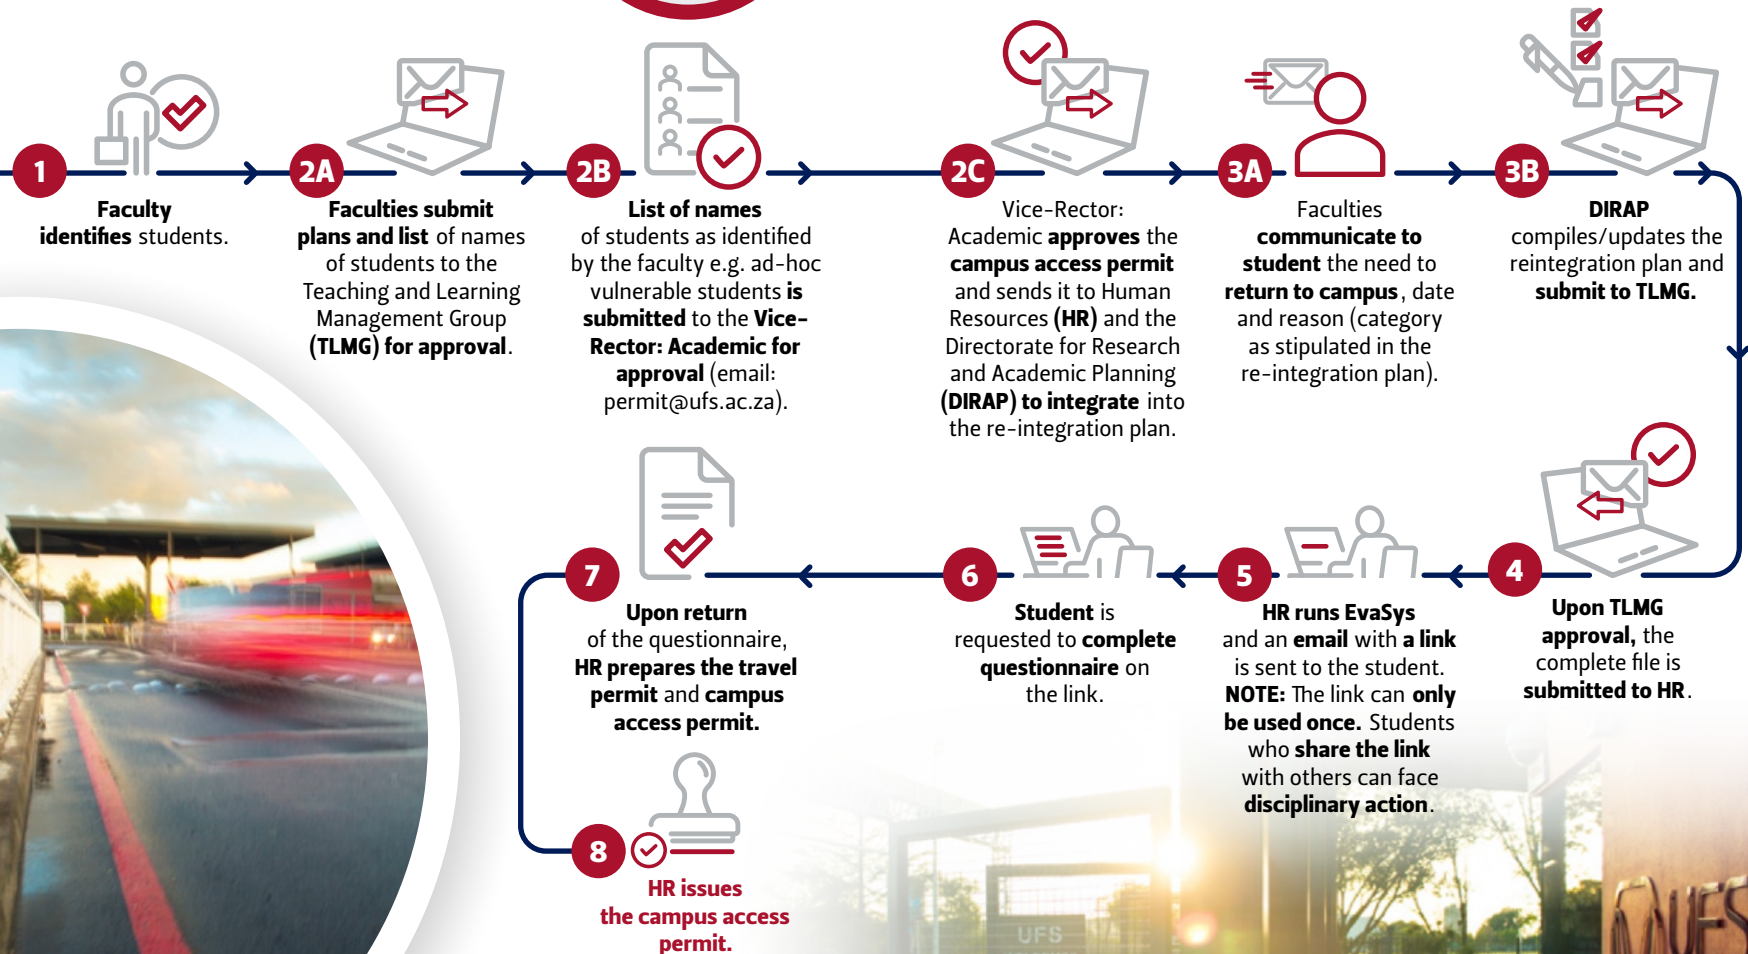 1
Faculty
identifies students.
2A
Faculties submit
plans and list of names
of students to the
Teaching and Learning
Management Group
(TLMG) for approval.
2B
List of names
of students as identified
by the faculty e.g. ad-hoc
vulnerable students is
submitted to the Vice-
Rector: Academic for
approval (email:
permit@ufs.ac.za).
2C
Vice-Rector:
Academic approves the
campus access permit
and sends it to Human
Resources (HR) and the
Directorate for Research
and Academic Planning
(DIRAP) to integrate into
the re-integration plan.
3A
Faculties
communicate to
student the need to
return to campus, date
and reason (category
as stipulated in the
re-integration plan).
3B
DIRAP
compiles/updates the
reintegration plan and
submit to TLMG.
4
Upon TLMG
approval, the
complete file is
submitted to HR.
5
HR runs EvaSys
and an email with a link
is sent to the student.
NOTE: The link can only
be used once. Students
who share the link
with others can face
disciplinary action.
6
Student is
requested to complete
questionnaire on
the link.
7
Upon return
of the questionnaire,
HR prepares the travel
permit and campus
access permit.
8
HR issues
the campus access
permit.
UFS
UFS